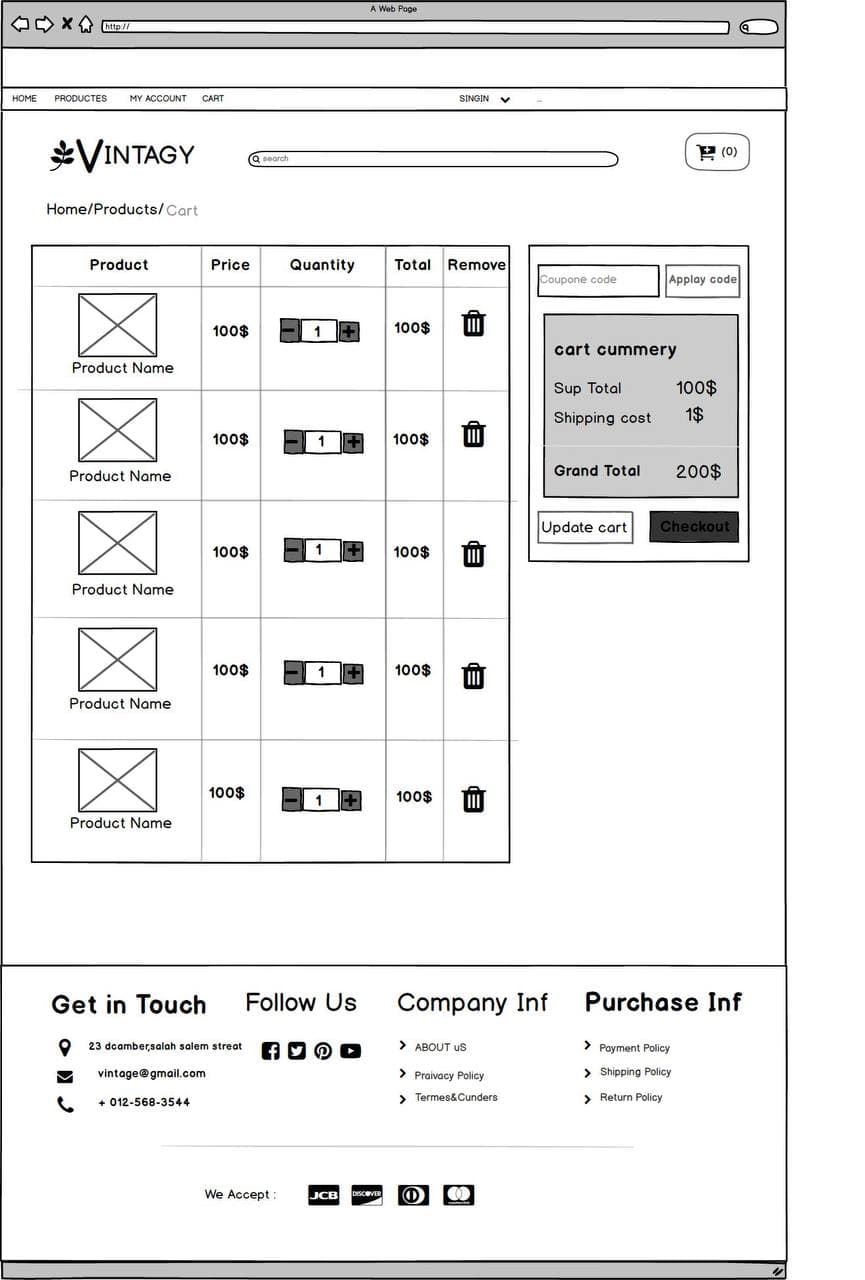 A Web Page
http://
HOME PRODUCTES MY ACCOUNT CART SINGIN ...
VINTAGY
search
(0)
Home/Products/Cart
Product Price Quantity Total Remove
100$ 1 100$
Product Name
100$ 1 100$
Product Name
100$ 1 100$
Product Name
100$ 1 100$
Product Name
100$ 1 100$
Product Name
Coupone code Applay code
cart cummery
Sup Total 100$
Shipping cost 1$
Grand Total 200$
Update cart Checkout
Get in Touch
23 dcamber,salah salem streat
vintage@gmail.com
+ 012-568-3544
Follow Us
Company Inf
ABOUT uS
Praivacy Policy
Termes&Cunders
Purchase Inf
Payment Policy
Shipping Policy
Return Policy
We Accept :
JCB DISCOVER